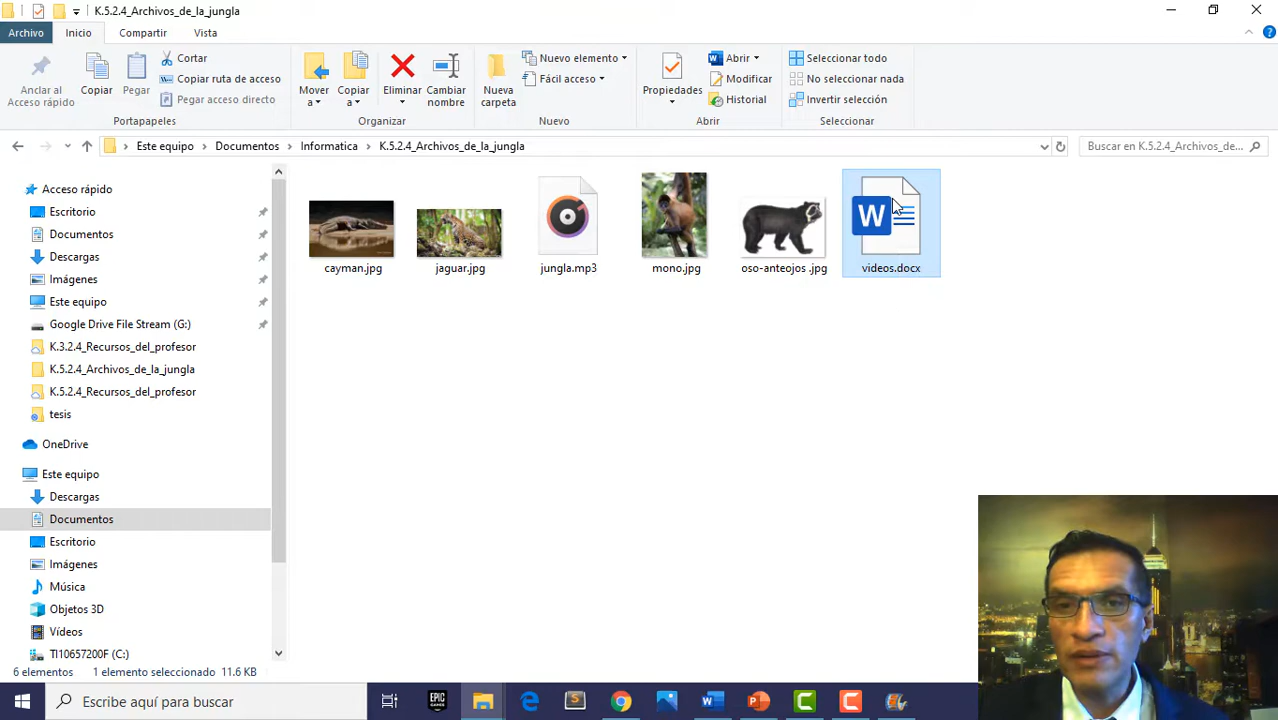 K.5.2.4_Archivos_de_la_jungla
Archivo Inicio Compartir Vista
Anclar al Acceso rápido
Copiar
Pegar
Cortar
Copiar ruta de acceso
Pegar acceso directo
Portapapeles
Mover a
Copiar a
Eliminar
Cambiar nombre
Organizar
Nueva carpeta
Nuevo elemento
Fácil acceso
Nuevo
Propiedades
Abrir
Modificar
Historial
Abrir
Seleccionar todo
No seleccionar nada
Invertir selección
Seleccionar
Este equipo Documentos Informatica K.5.2.4_Archivos_de_la_jungla
Buscar en K.5.2.4_Archivos_de...
Acceso rápido
Escritorio
Documentos
Descargas
Imágenes
Este equipo
Google Drive File Stream (G:)
K.3.2.4_Recursos_del_profesor
K.5.2.4_Archivos_de_la_jungla
K.5.2.4_Recursos_del_profesor
tesis
OneDrive
Este equipo
Descargas
Documentos
Escritorio
Imágenes
Música
Objetos 3D
Vídeos
TI10657200F (C:)
cayman.jpg
jaguar.jpg
jungla.mp3
mono.jpg
oso-anteojos .jpg
W
videos.docx
6 elementos 1 elemento seleccionado 11.6 KB
Escribe aquí para buscar
EPIC GAMES